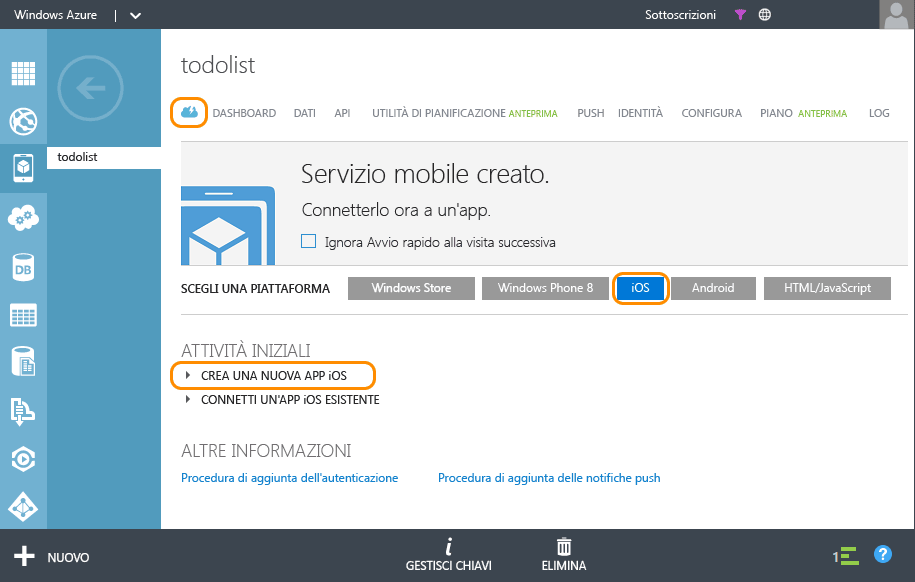 Windows Azure | Sottoscrizioni
todolist
DASHBOARD DATI API UTILITÀ DI PIANIFICAZIONE ANTEPRIMA PUSH IDENTITÀ CONFIGURA PIANO ANTEPRIMA LOG
todolist
Servizio mobile creato.
Connetterlo ora a un'app.
Ignora Avvio rapido alla visita successiva
DB
SCEGLI UNA PIATTAFORMA Windows Store Windows Phone 8 iOS Android HTML/JavaScript
ATTIVITÀ INIZIALI
CREA UNA NUOVA APP iOS
CONNETTI UN'APP iOS ESISTENTE
ALTRE INFORMAZIONI
Procedura di aggiunta dell'autenticazione Procedura di aggiunta delle notifiche push
NUOVO GESTISCI CHIAVI ELIMINA 1 ?